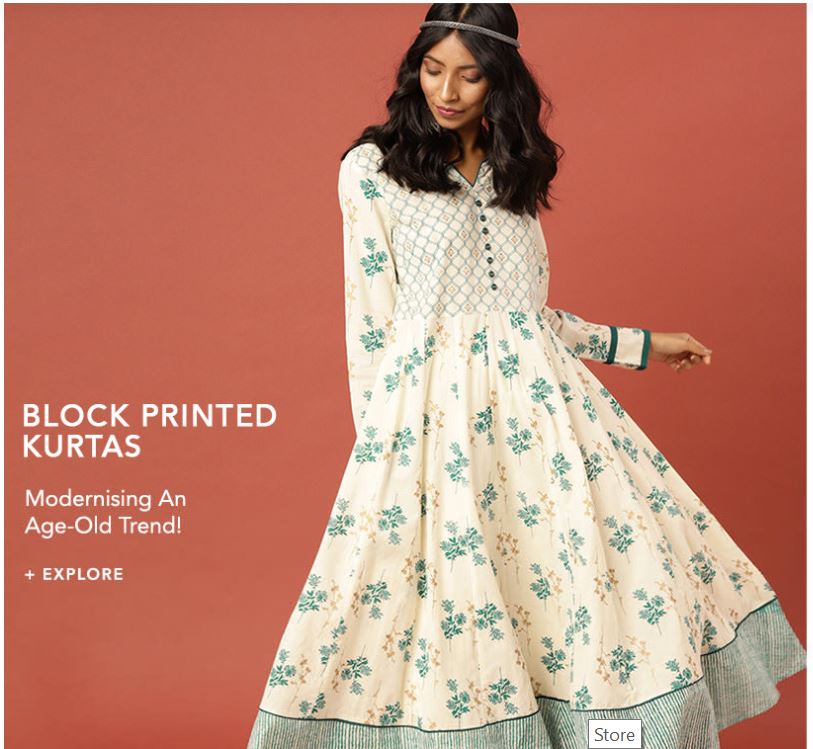 BLOCK PRINTED
KURTAS
Modernising An
Age-Old Trend!
+ EXPLORE
Store